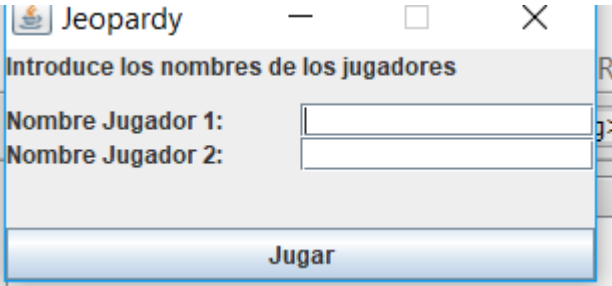 Jeopardy
Introduce los nombres de los jugadores
Nombre Jugador 1:
Nombre Jugador 2:
Jugar